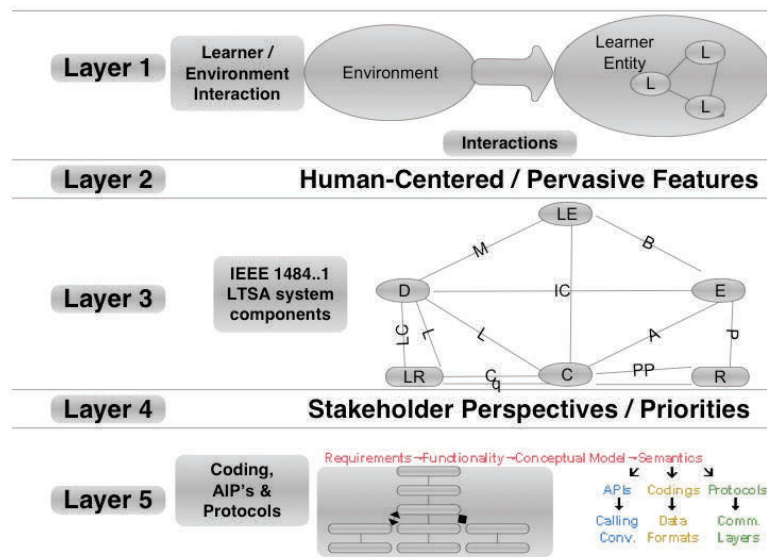 Layer 1
Learner /
Environment
Interaction
Environment
Learner
Entity
L
L
L
Interactions
Layer 2
Human-Centered / Pervasive Features
Layer 3
IEEE 1484..1
LTSA system
components
LE
M
B
D
IC
E
LC
L
L
A
P
LR
C
q
C
PP
R
Layer 4
Stakeholder Perspectives / Priorities
Layer 5
Coding,
AIP's &
Protocols
Requirements→Functionality→Conceptual Model→Semantics
APIs Codings Protocols
Calling Data Comm.
Conv. Formats Layers